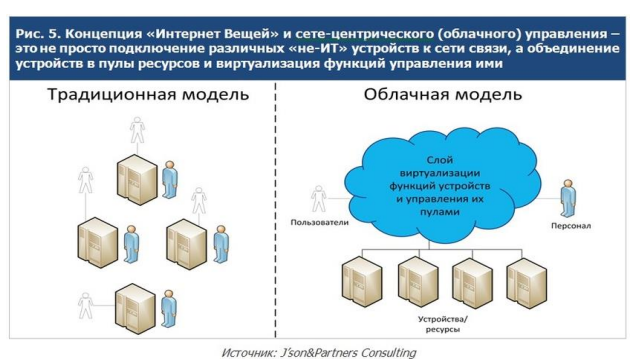 Рис. 5. Концепция «Интернет Вещей» и сете-центрического (облачного) управления –
это не просто подключение различных «не-ИТ» устройств к сети связи, а объединение
устройств в пулы ресурсов и виртуализация функций управления ими
Традиционная модель
Облачная модель
Слой
виртуализации
функций устройств
и управления их
пулами
Пользователи
Персонал
Устройства/
ресурсы
Источник: J’son&Partners Consulting